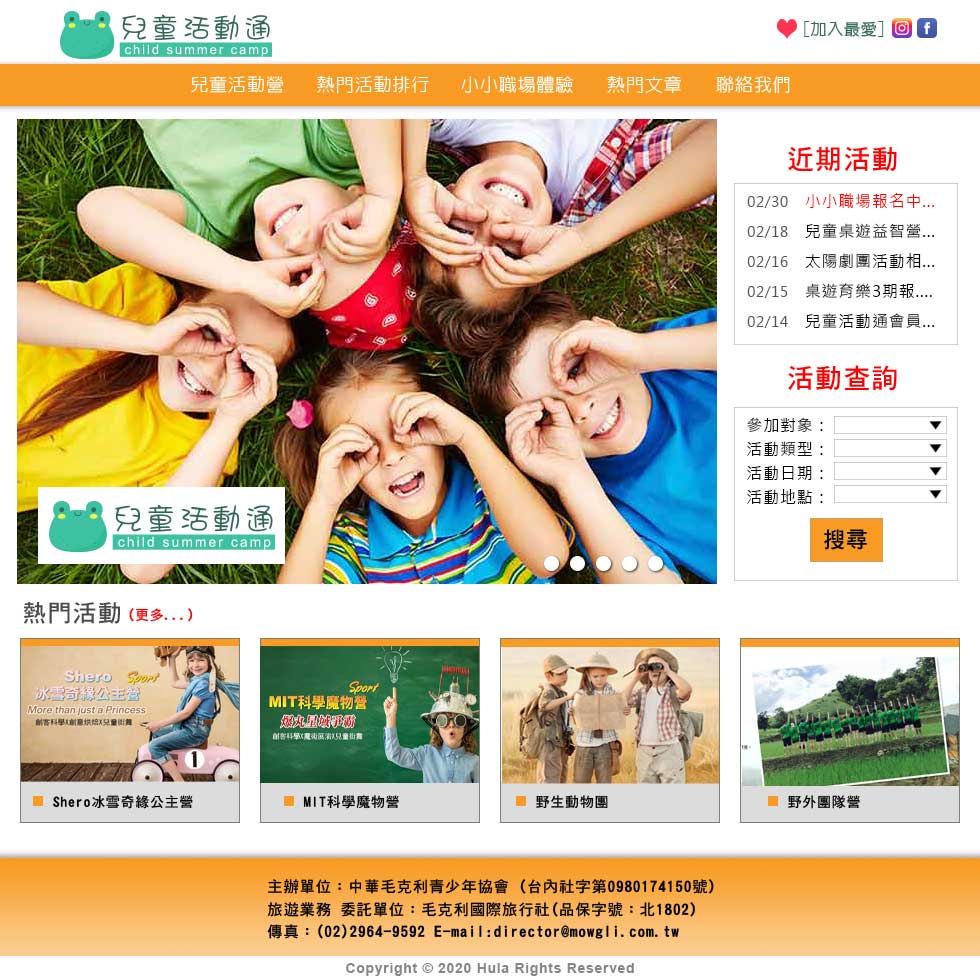 兒童活動通
child summer camp
[加入最愛]
兒童活動營 熱門活動排行 小小職場體驗 熱門文章 聯絡我們
近期活動
02/30 小小職場報名中...
02/18 兒童桌遊益智營...
02/16 太陽劇團活動相...
02/15 桌遊育樂3期報....
02/14 兒童活動通會員...
活動查詢
參加對象：
活動類型：
活動日期：
活動地點：
搜尋
兒童活動通
child summer camp
熱門活動 (更多...)
Shero Sport
冰雪奇緣公主營
More than just a Princess
創客科學X創意烘焙X兒童街舞
1
Shero冰雪奇緣公主營
Sport
MIT科學魔物營
爆丸星域爭霸
創客科學X魔術展演X兒童街舞
MIT科學魔物營
野生動物園
野外團隊營
主辦單位：中華毛克利青少年協會 (台內社字第0980174150號)
旅遊業務 委託單位：毛克利國際旅行社(品保字號：北1802)
傳真：(02)2964-9592 E-mail:director@mowgli.com.tw
Copyright © 2020 Hula Rights Reserved